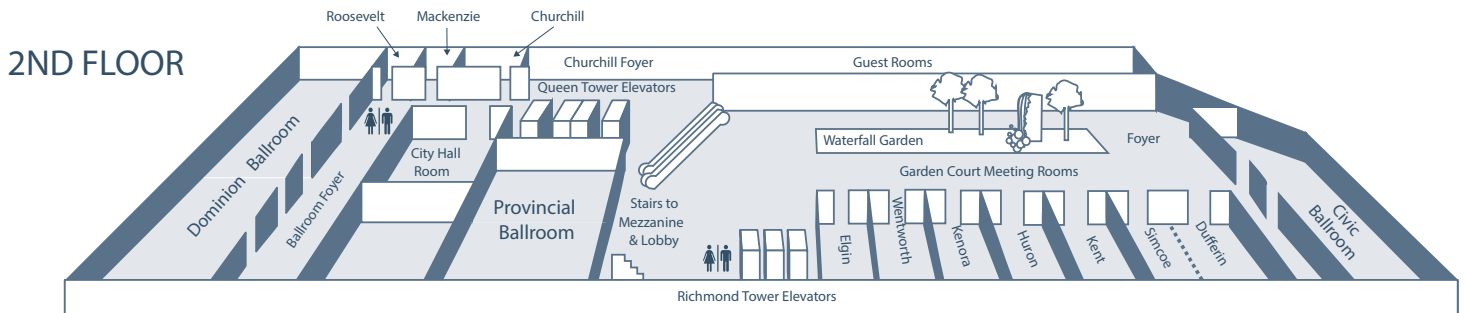 2ND FLOOR
Roosevelt
Mackenzie
Churchill
Churchill Foyer
Guest Rooms
Queen Tower Elevators
Dominion Ballroom
Ballroom Foyer
City Hall
Room
Provincial
Ballroom
Stairs to
Mezzanine
& Lobby
Waterfall Garden
Foyer
Garden Court Meeting Rooms
Elgin
Wentworth
Kenora
Huron
Kent
Simcoe
Dufferin
Civic
Ballroom
Richmond Tower Elevators